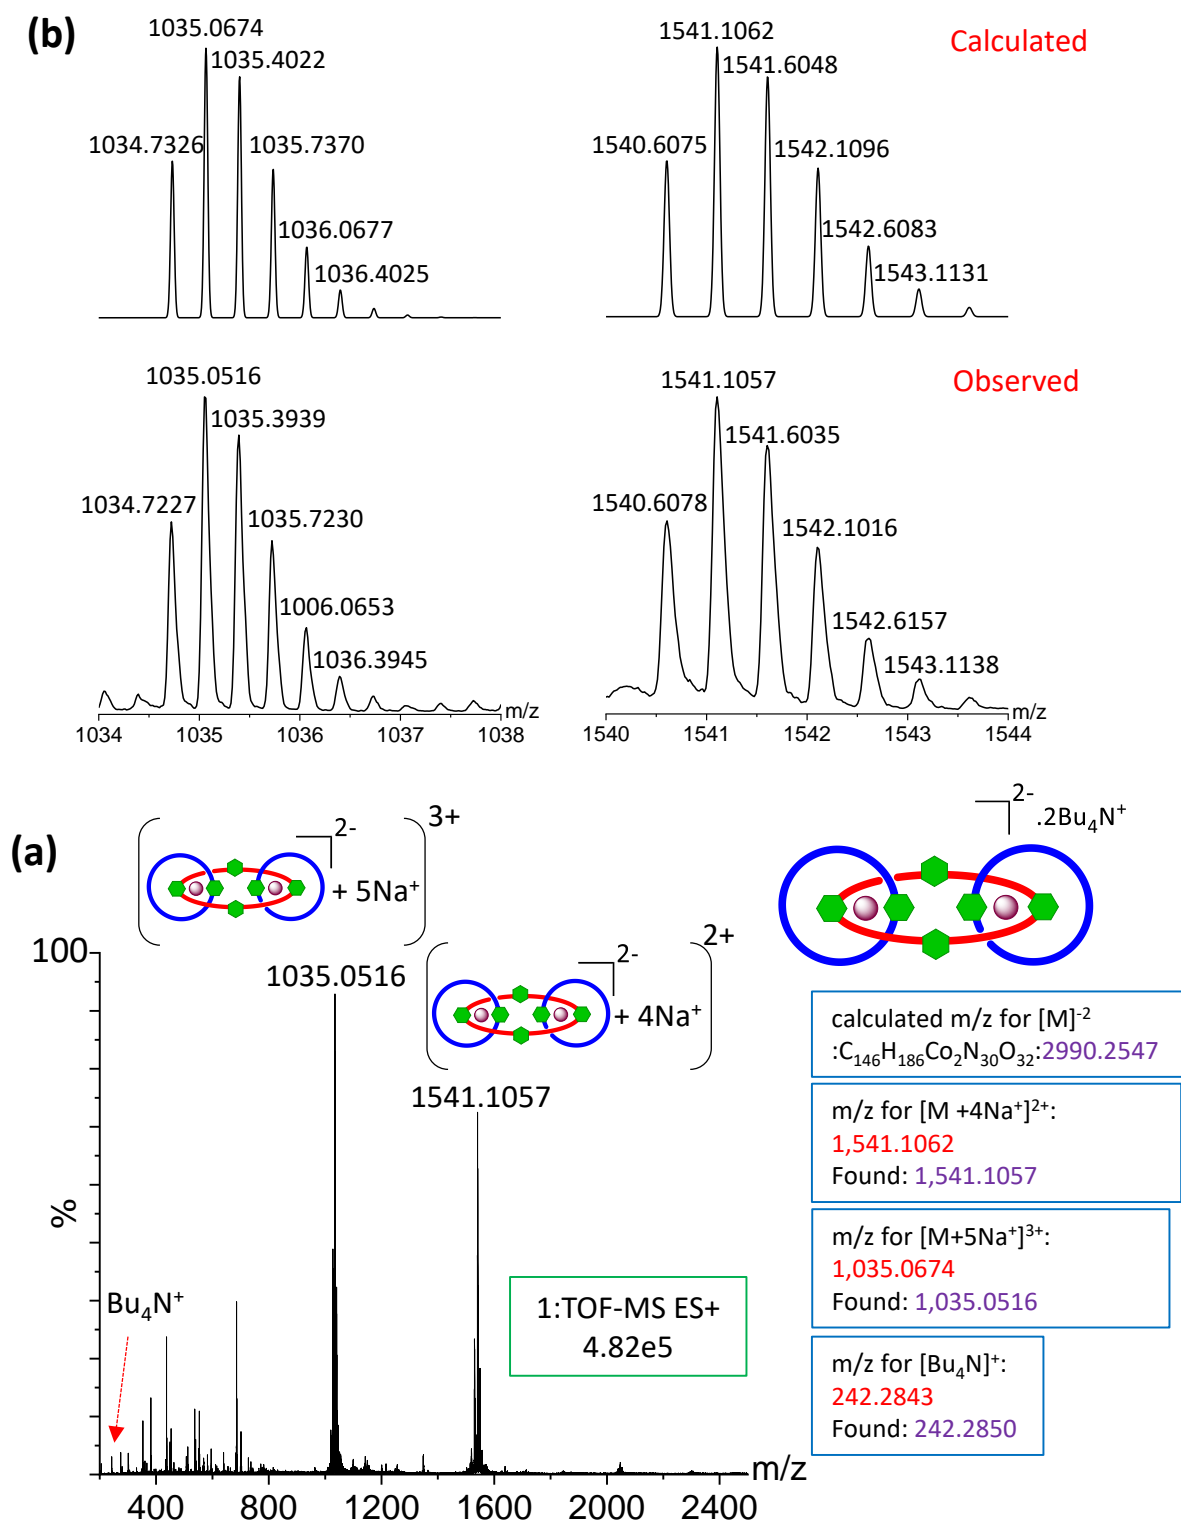 (b)
Calculated
1035.0674
1035.4022
1034.7326
1035.7370
1036.0677
1036.4025
1541.1062
1541.6048
1540.6075
1542.1096
1542.6083
1543.1131
Observed
1035.0516
1035.3939
1034.7227
1035.7230
1006.0653
1036.3945
m/z
1034 1035 1036 1037 1038
1541.1057
1541.6035
1540.6078
1542.1016
1542.6157
1543.1138
m/z
1540 1541 1542 1543 1544
(a)
2-
+ 5Na+
3+
2-
+ 4Na+
2+
2-
.2Bu4N+
100
%
1035.0516
1541.1057
Bu4N+
1:TOF-MS ES+
4.82e5
m/z
400 800 1200 1600 2000 2400
calculated m/z for [M]-2
:C146H186Co2N30O32:2990.2547
m/z for [M +4Na+]2+:
1,541.1062
Found: 1,541.1057
m/z for [M+5Na+]3+:
1,035.0674
Found: 1,035.0516
m/z for [Bu4N]+:
242.2843
Found: 242.2850